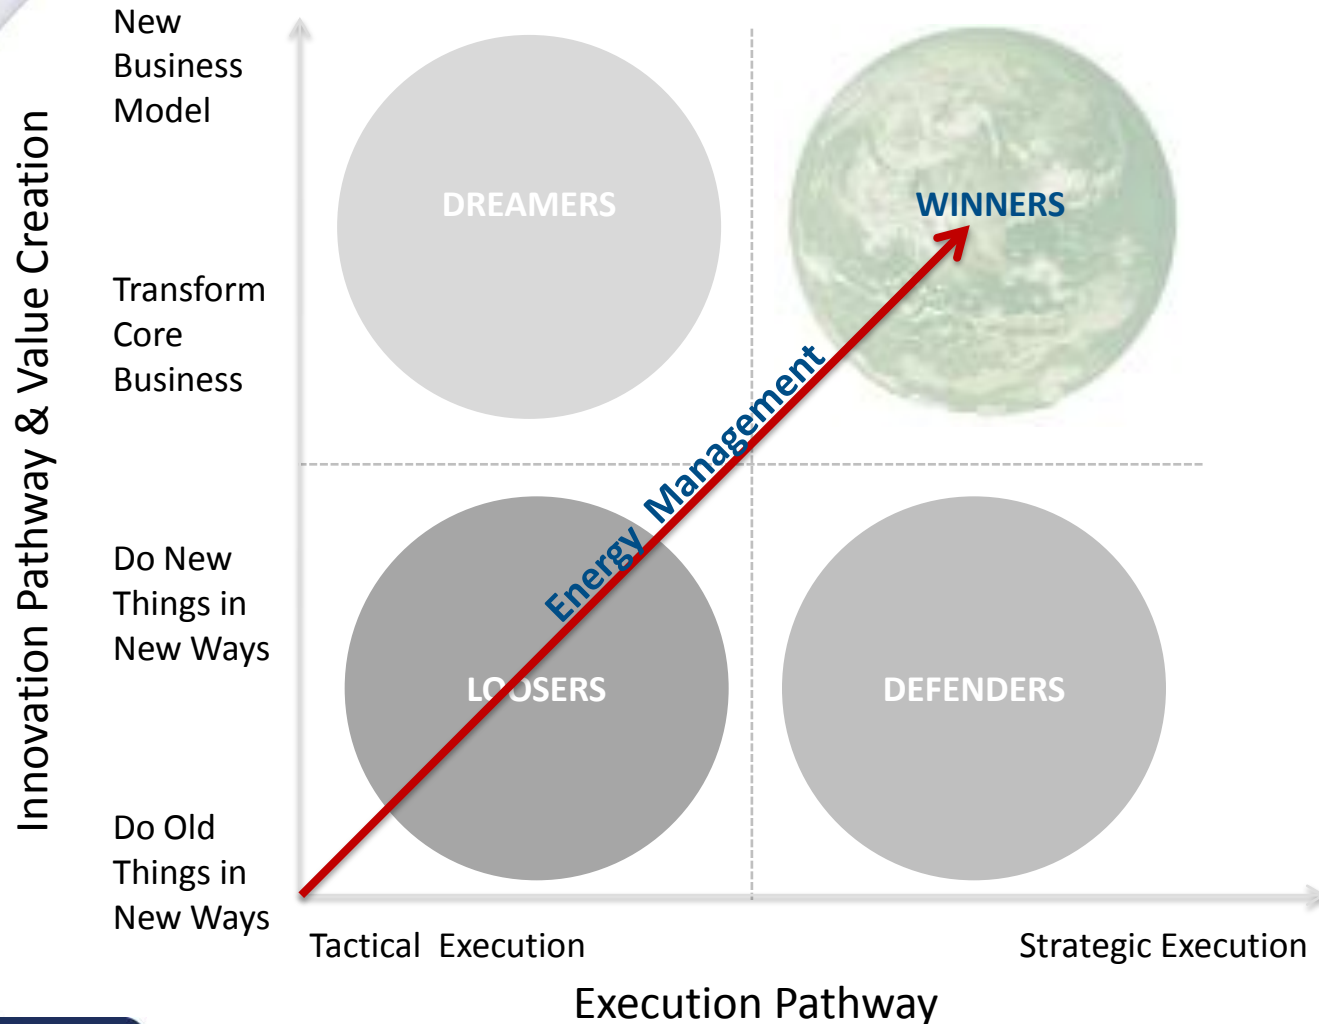 Innovation Pathway & Value Creation
New
Business
Model
Transform
Core
Business
Do New
Things in
New Ways
Do Old
Things in
New Ways
DREAMERS
WINNERS
Energy Management
LOOSERS
DEFENDERS
Tactical Execution
Strategic Execution
Execution Pathway